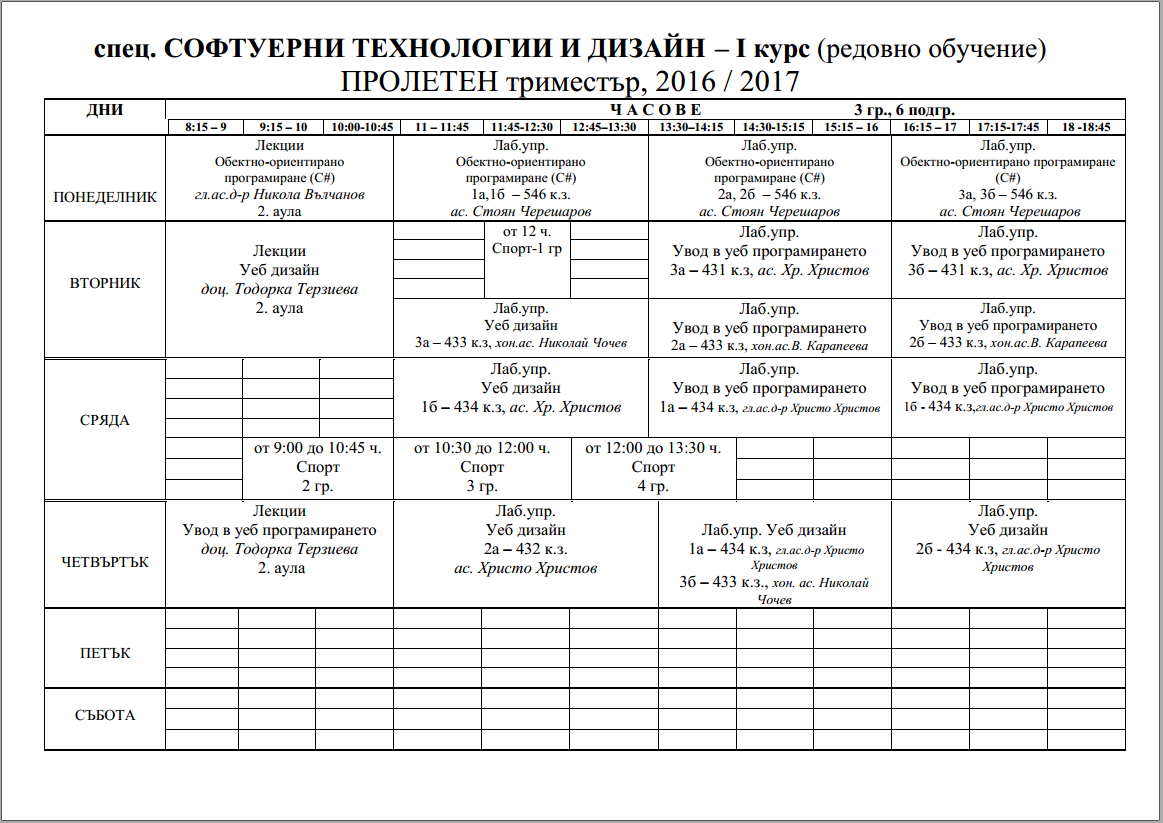 спец. СОФТУЕРНИ ТЕХНОЛОГИИ И ДИЗАЙН – I курс (редовно обучение)
ПРОЛЕТЕН триместър, 2016 / 2017
ДНИ
Ч А С О В Е 3 гр., 6 подгр.
8:15 – 9 9:15 – 10 10:00-10:45 11 – 11:45 11:45-12:30 12:45–13:30 13:30–14:15 14:30-15:15 15:15 – 16 16:15 – 17 17:15-17:45 18 -18:45
ПОНЕДЕЛНИК
Лекции
Обектно-ориентирано
програмиране (С#)
гл.ас.д-р Никола Вълчанов
2. аула
Лаб.упр.
Обектно-ориентирано
програмиране (С#)
1а,1б – 546 к.з.
ас. Стоян Черешаров
Лаб.упр.
Обектно-ориентирано
програмиране (С#)
2а, 2б – 546 к.з.
ас. Стоян Черешаров
Лаб.упр.
Обектно-ориентирано програмиране
(С#)
3а, 3б – 546 к.з.
ас. Стоян Черешаров
ВТОРНИК
Лекции
Уеб дизайн
доц. Тодорка Терзиева
2. аула
от 12 ч.
Спорт-1 гр
Лаб.упр.
Увод в уеб програмирането
3а – 431 к.з, ас. Хр. Христов
Лаб.упр.
Увод в уеб програмирането
3б – 431 к.з, ас. Хр. Христов
Лаб.упр.
Уеб дизайн
3а – 433 к.з, хон.ас. Николай Чочев
Лаб.упр.
Увод в уеб програмирането
2а – 433 к.з, хон.ас.В. Карапеева
Лаб.упр.
Увод в уеб програмирането
2б – 433 к.з, хон.ас.В. Карапеева
СРЯДА
Лаб.упр.
Уеб дизайн
1б – 434 к.з, ас. Хр. Христов
Лаб.упр.
Увод в уеб програмирането
1а – 434 к.з, гл.ас.д-р Христо Христов
Лаб.упр.
Увод в уеб програмирането
1б - 434 к.з,гл.ас.д-р Христо Христов
от 9:00 до 10:45 ч.
Спорт
2 гр.
от 10:30 до 12:00 ч.
Спорт
3 гр.
от 12:00 до 13:30 ч.
Спорт
4 гр.
ЧЕТВЪРТЪК
Лекции
Увод в уеб програмирането
доц. Тодорка Терзиева
2. аула
Лаб.упр.
Уеб дизайн
2а – 432 к.з.
ас. Христо Христов
Лаб.упр. Уеб дизайн
1а – 434 к.з, гл.ас.д-р Христо
Христов
3б – 433 к.з., хон. ас. Николай
Чочев
Лаб.упр.
Уеб дизайн
2б - 434 к.з, гл.ас.д-р Христо
Христов
ПЕТЪК
СЪБОТА